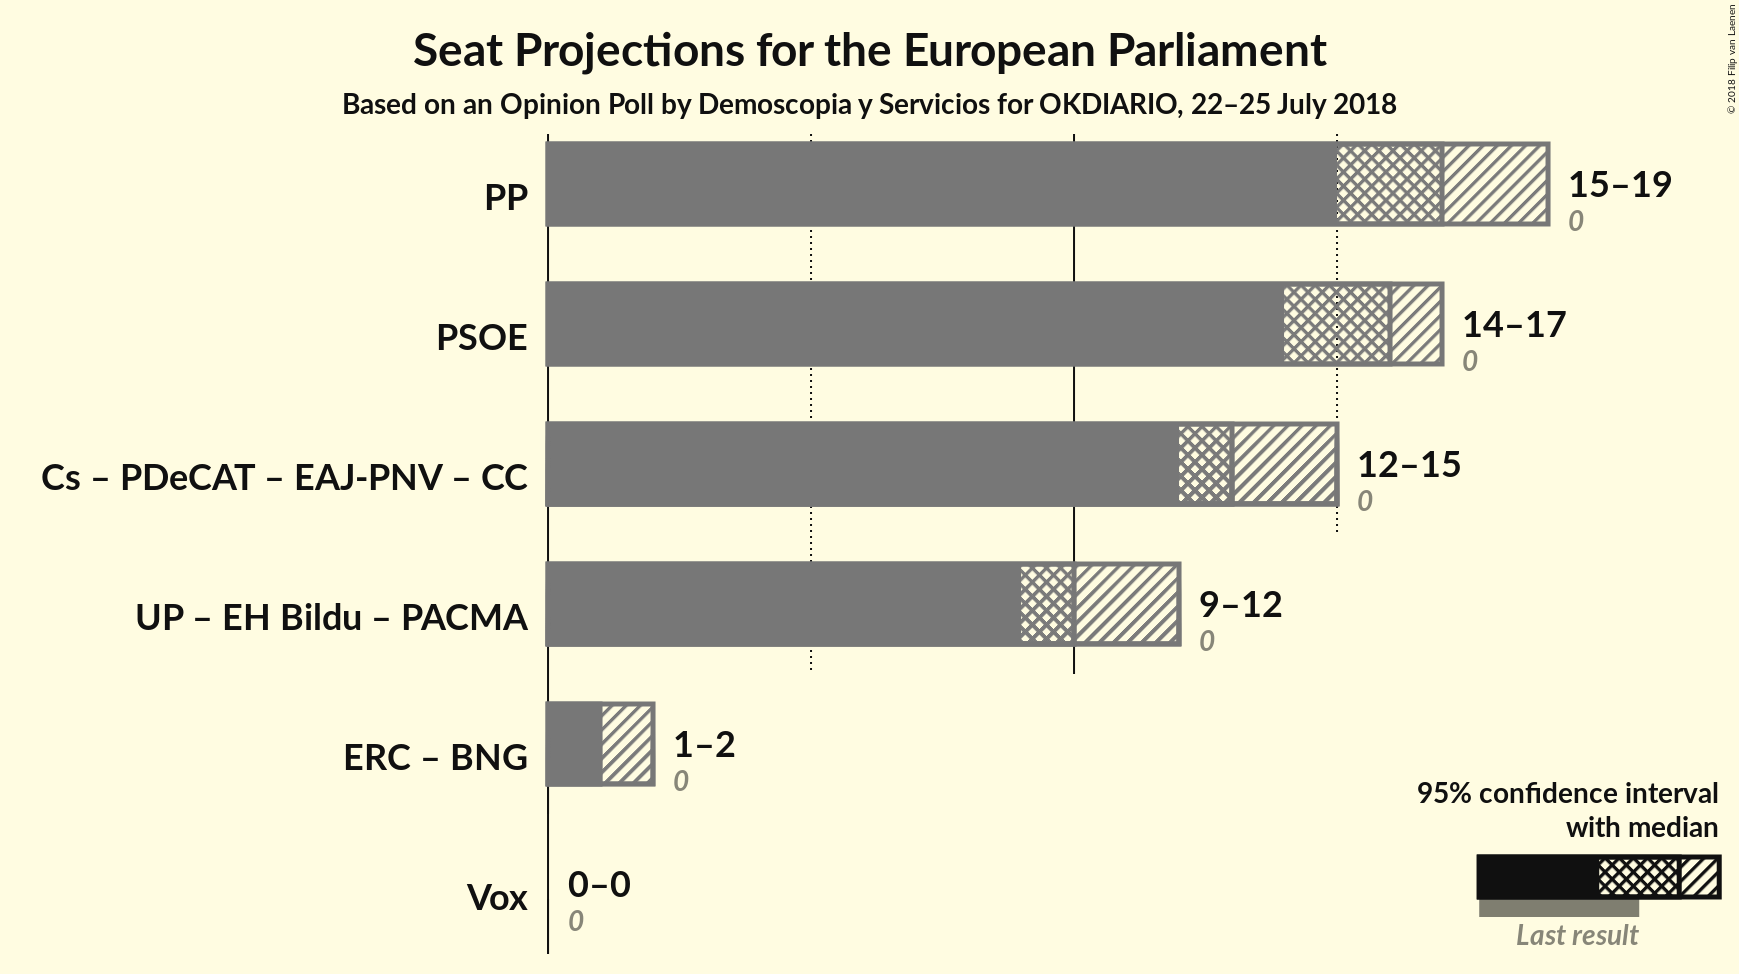 Seat Projections for the European Parliament
Based on an Opinion Poll by Demoscopia y Servicios for OKDIARIO, 22–25 July 2018
© 2018 Filip van Laenen
PP
15–19
0
PSOE
14–17
0
Cs – PDeCAT – EAJ-PNV – CC
12–15
0
UP – EH Bildu – PACMA
9–12
0
ERC – BNG
1–2
0
Vox
0–0
0
95% confidence interval
with median
Last result